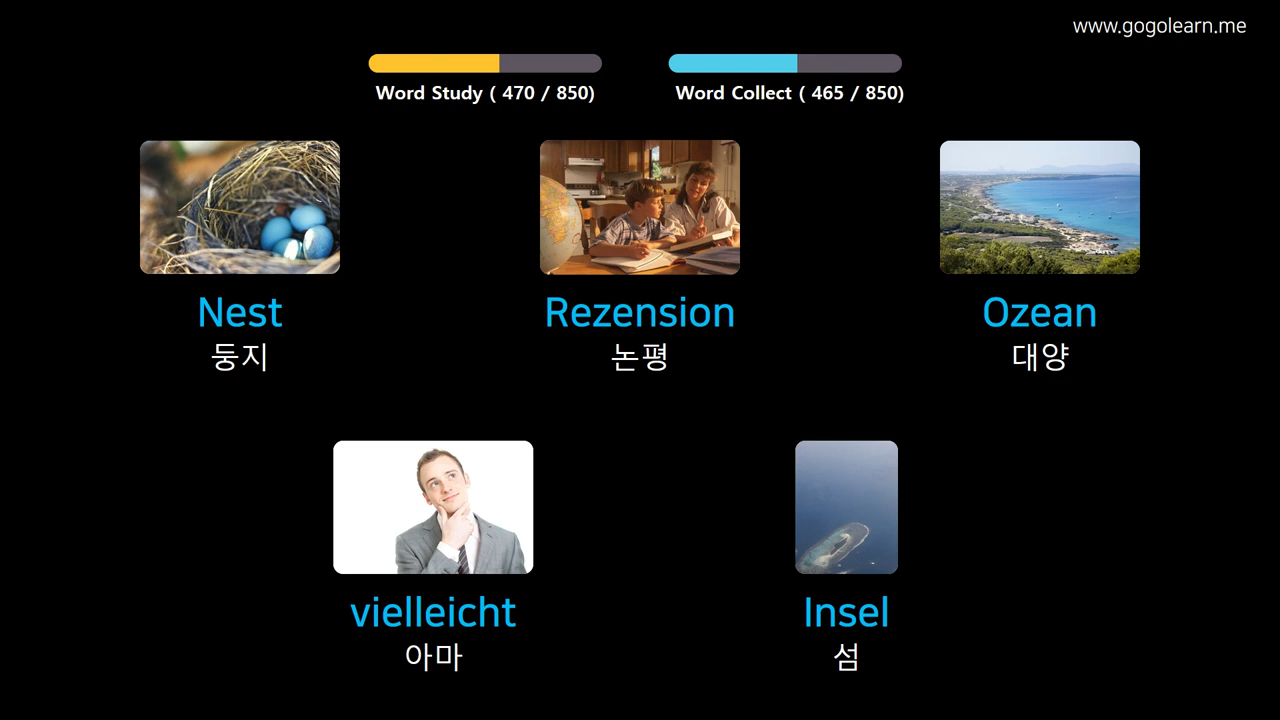 www.gogolearn.me
Word Study ( 470 / 850)
Word Collect ( 465 / 850)
Nest
둥지
Rezension
논평
Ozean
대양
vielleicht
아마
Insel
섬